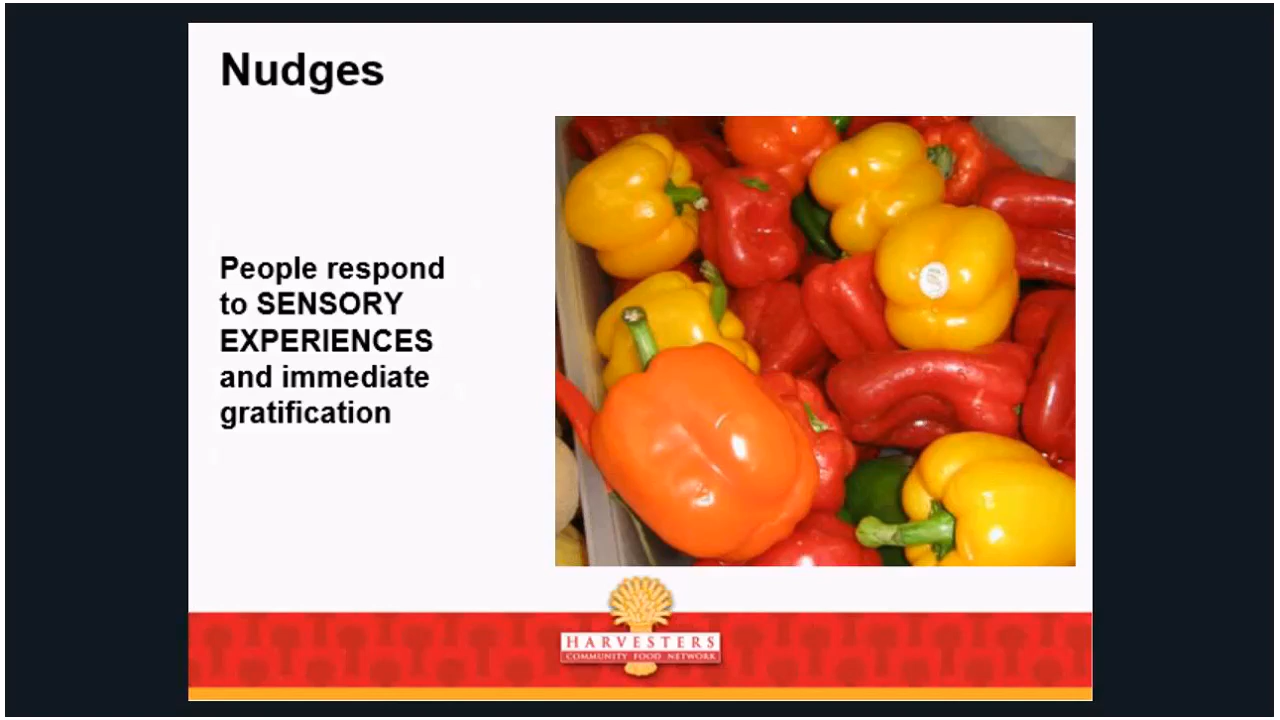 Nudges
People respond
to SENSORY
EXPERIENCES
and immediate
gratification
HARVESTERS
COMMUNITY FOOD NETWORK